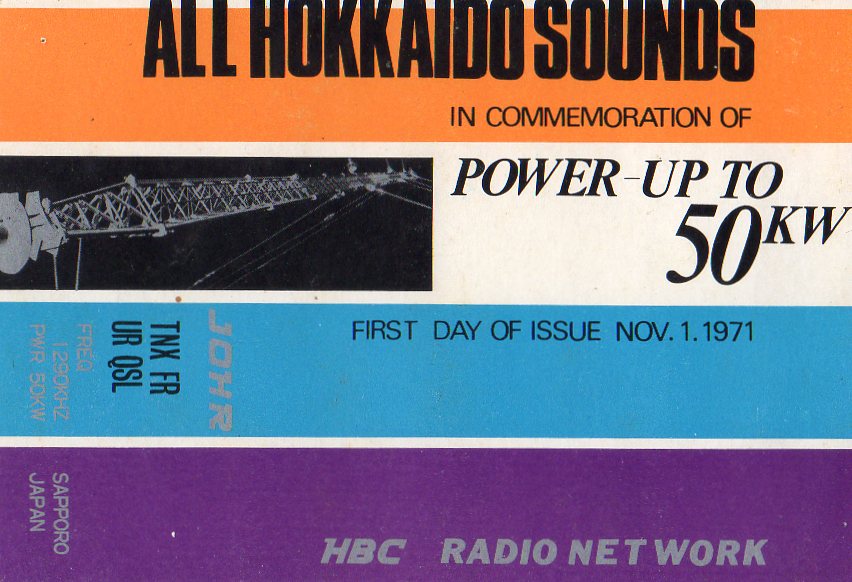 ALL HOKKAIDO SOUNDS
IN COMMEMORATION OF
POWER-UP TO
50KW
FIRST DAY OF ISSUE NOV. 1. 1971
JOHR
TNX FR
UR QSL
FREQ
1290KHZ
PWR 50KW
SAPPORO
JAPAN
HBC RADIO NETWORK